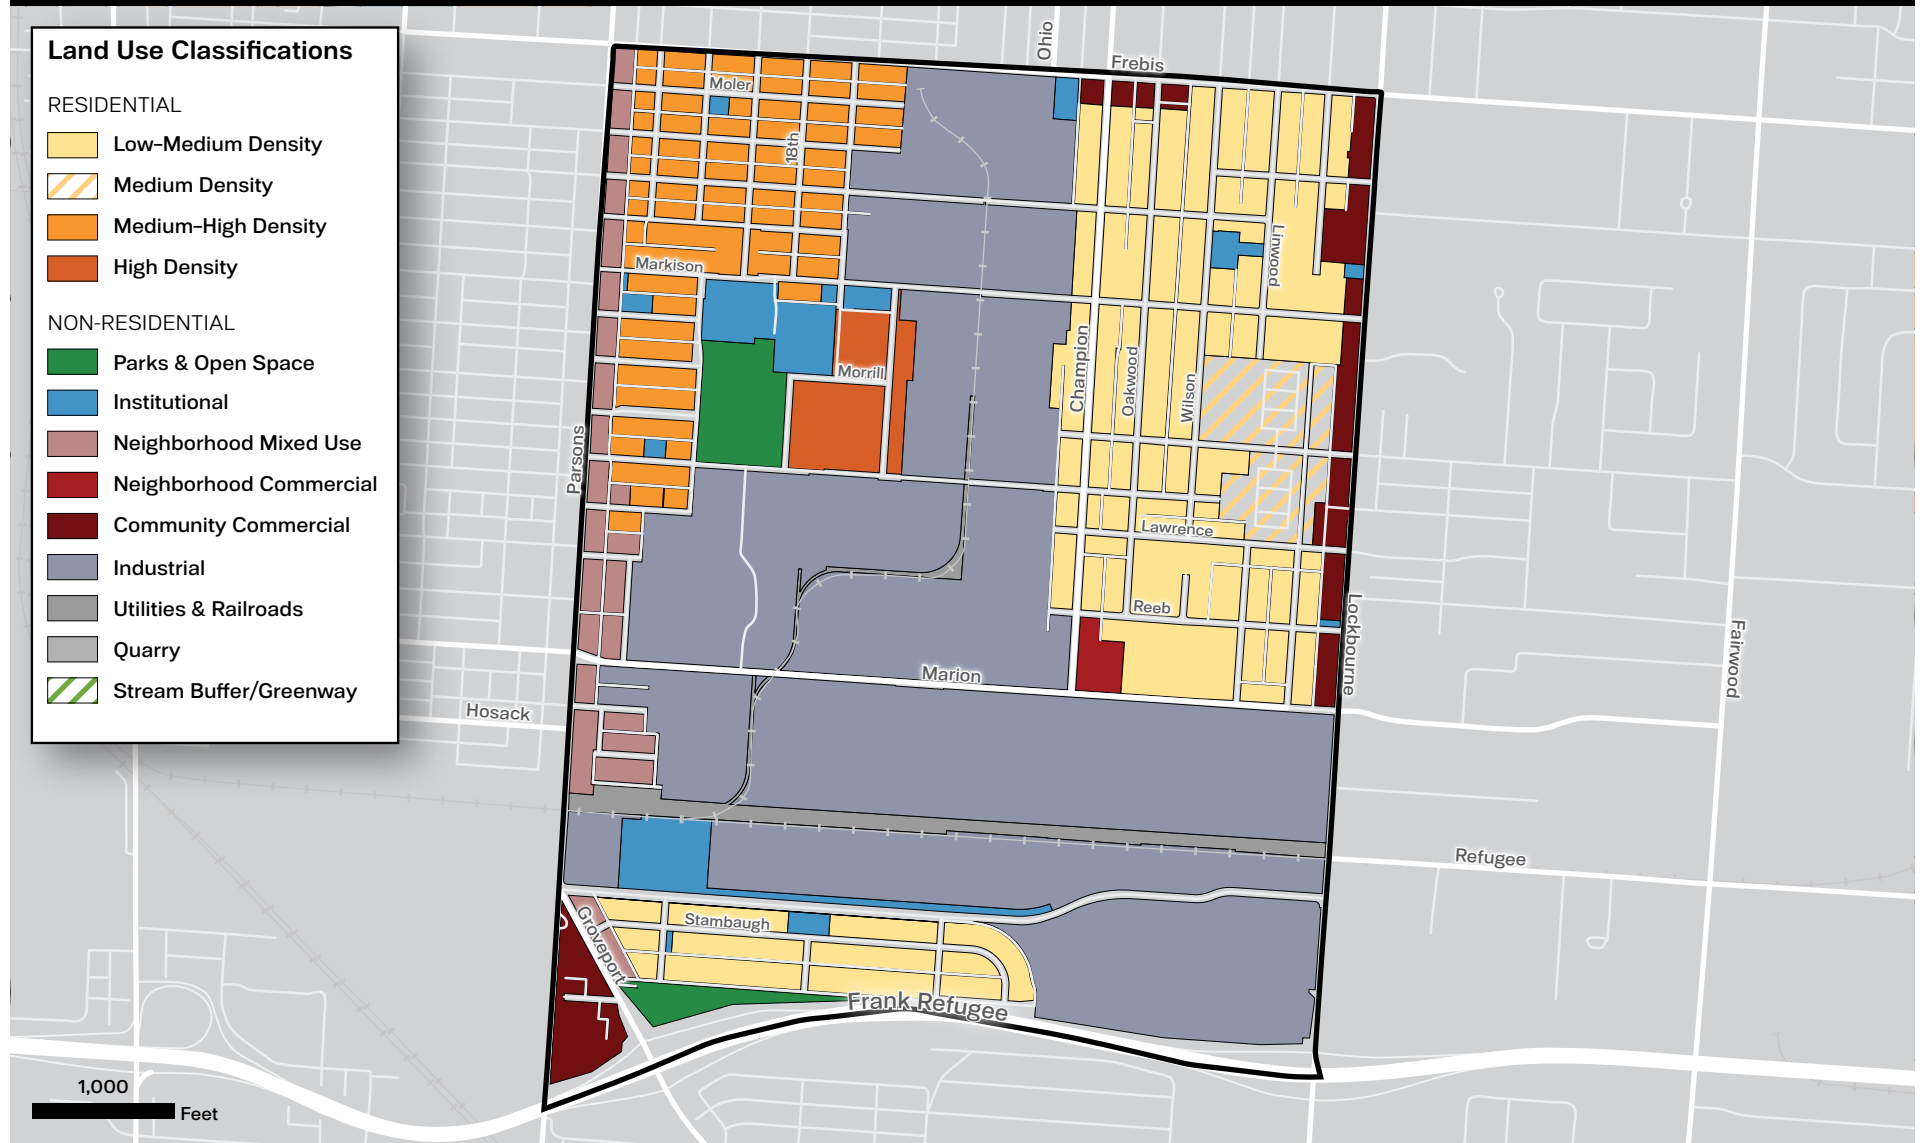 Land Use Classifications
RESIDENTIAL
Low-Medium Density
Medium Density
Medium-High Density
High Density
NON-RESIDENTIAL
Parks & Open Space
Institutional
Neighborhood Mixed Use
Neighborhood Commercial
Community Commercial
Industrial
Utilities & Railroads
Quarry
Stream Buffer/Greenway
Ohio
Frebis
Moler
18th
Markison
Linwood
Morrill
Champion
Oakwood
Wilson
Parsons
Lawrence
Reeb
Lockbourne
Fairwood
Marion
Hosack
Refugee
Stambaugh
Groveport
Frank Refugee
1,000
Feet